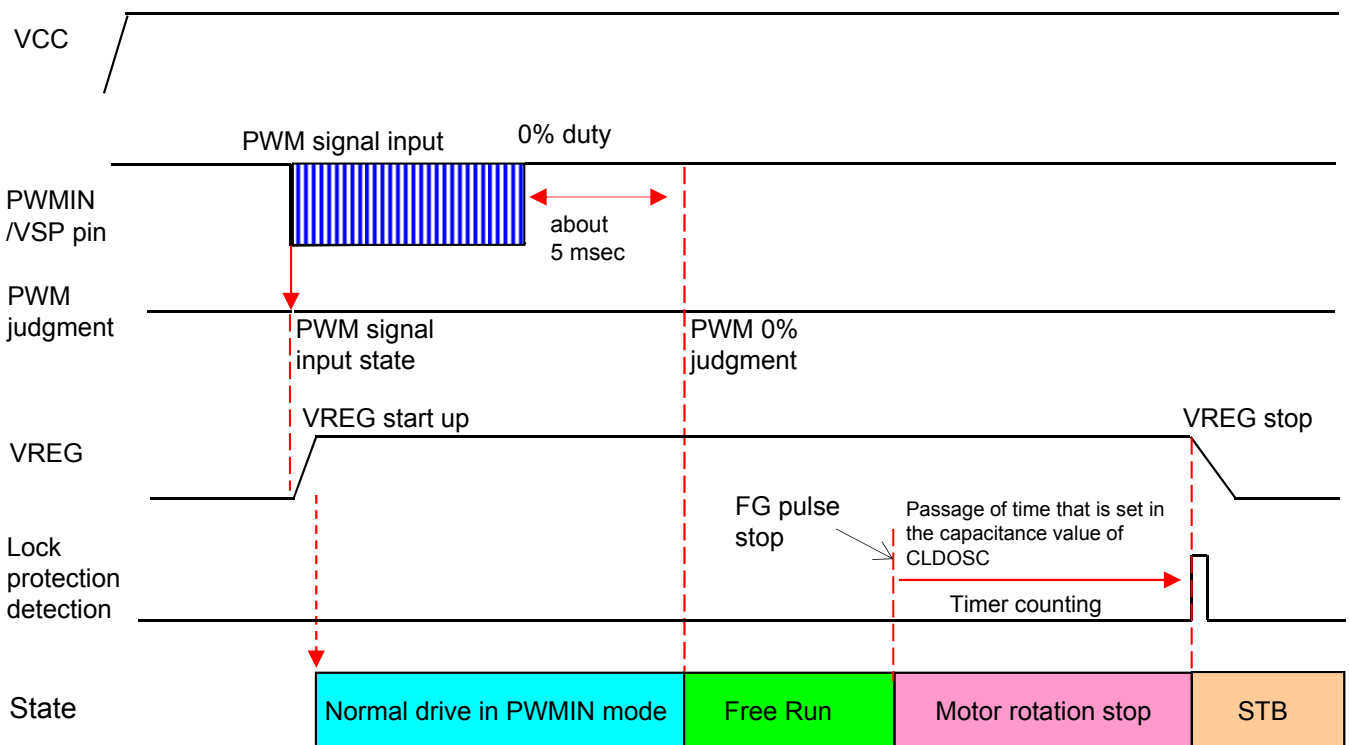 VCC
PWM signal input
0% duty
PWMIN
/VSP pin
about
5 msec
PWM
judgment
PWM signal
input state
PWM 0%
judgment
VREG start up
VREG stop
VREG
FG pulse
stop
Passage of time that is set in
the capacitance value of
CLDOSC
Lock
protection
detection
Timer counting
State
Normal drive in PWMIN mode
Free Run
Motor rotation stop
STB